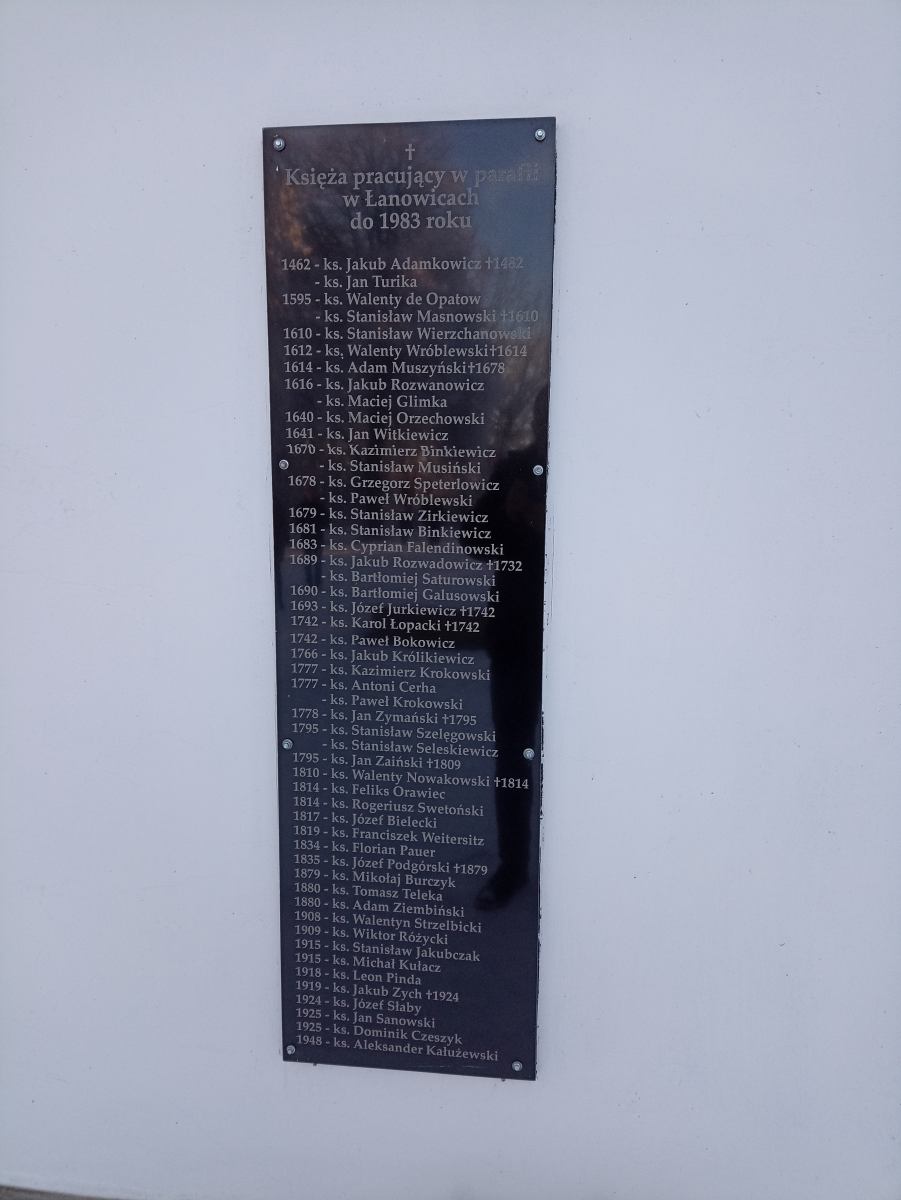 †
Księża pracujący w parafii
w Łanowicach
do 1983 roku
1462 - ks. Jakub Adamkowicz †1482
- ks. Jan Turika
1595 - ks. Walenty de Opatow
- ks. Stanisław Masnowski †1610
1610 - ks. Stanisław Wierzchanowski
1612 - ks. Walenty Wróblewski†1614
1614 - ks. Adam Muszyński†1678
1616 - ks. Jakub Rozwanowicz
- ks. Maciej Glimka
1640 - ks. Maciej Orzechowski
1641 - ks. Jan Witkiewicz
1670 - ks. Kazimierz Binkiewicz
- ks. Stanisław Musiński
1678 - ks. Grzegorz Speterlowicz
- ks. Paweł Wróblewski
1679 - ks. Stanisław Zirkiewicz
1681 - ks. Stanisław Binkiewicz
1683 - ks. Cyprian Falendinowski
1689 - ks. Jakub Rozwadowicz †1732
- ks. Bartłomiej Saturowski
1690 - ks. Bartłomiej Galusowski
1693 - ks. Józef Jurkiewicz †1742
1742 - ks. Karol Łopacki †1742
1742 - ks. Paweł Bokowicz
1766 - ks. Jakub Królikiewicz
1777 - ks. Kazimierz Krokowski
1777 - ks. Antoni Cerha
- ks. Paweł Krokowski
1778 - ks. Jan Zymański †1795
1795 - ks. Stanisław Szelęgowski
- ks. Stanisław Seleskiewicz
1795 - ks. Jan Zaiński †1809
1810 - ks. Walenty Nowakowski †1814
1814 - ks. Feliks Orawiec
1814 - ks. Rogeriusz Swetoński
1817 - ks. Józef Bielecki
1819 - ks. Franciszek Weitersitz
1834 - ks. Florian Pauer
1835 - ks. Józef Podgórski †1879
1879 - ks. Mikołaj Burczyk
1880 - ks. Tomasz Teleka
1880 - ks. Adam Ziembiński
1908 - ks. Walentyn Strzelbicki
1909 - ks. Wiktor Różycki
1915 - ks. Stanisław Jakubczak
1915 - ks. Michał Kułacz
1918 - ks. Leon Pinda
1919 - ks. Jakub Zych †1924
1924 - ks. Józef Słaby
1925 - ks. Jan Sanowski
1925 - ks. Dominik Czeszyk
1948 - ks. Aleksander Kałużewski